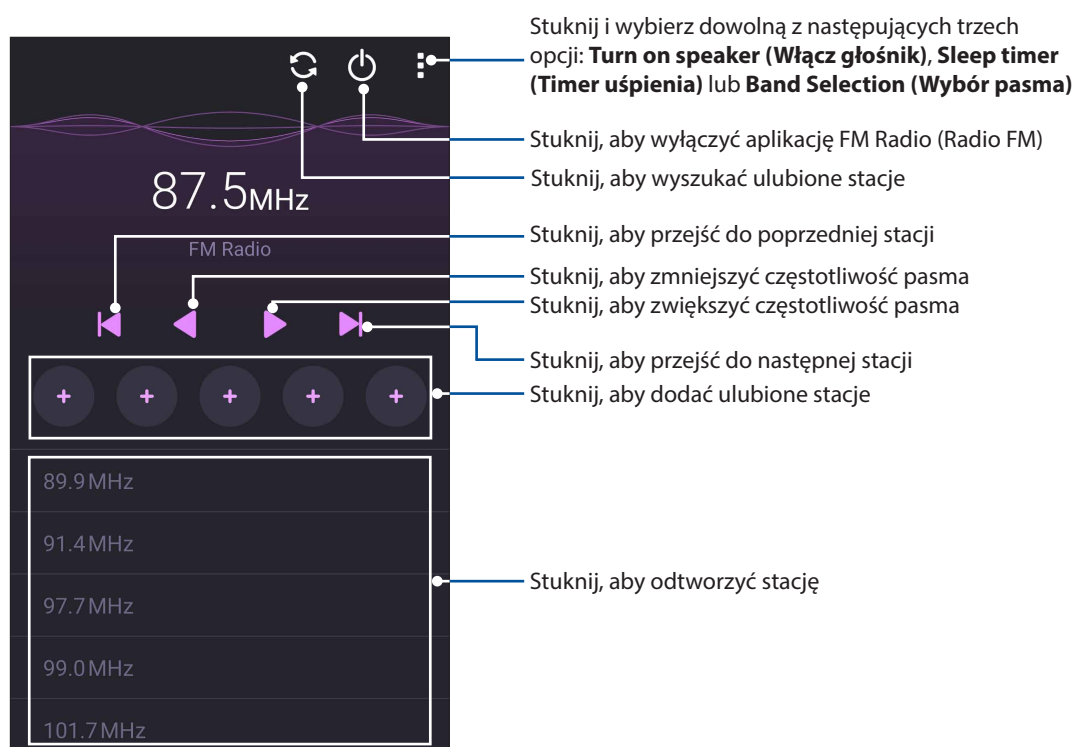 Stuknij i wybierz dowolną z następujących trzech
opcji: Turn on speaker (Włącz głośnik), Sleep timer
(Timer uśpienia) lub Band Selection (Wybór pasma)
Stuknij, aby wyłączyć aplikację FM Radio (Radio FM)
Stuknij, aby wyszukać ulubione stacje
87.5MHz
FM Radio
Stuknij, aby przejść do poprzedniej stacji
Stuknij, aby zmniejszyć częstotliwość pasma
Stuknij, aby zwiększyć częstotliwość pasma
Stuknij, aby przejść do następnej stacji
Stuknij, aby dodać ulubione stacje
89.9MHz
91.4MHz
97.7MHz
99.0MHz
101.7MHz
Stuknij, aby odtworzyć stację